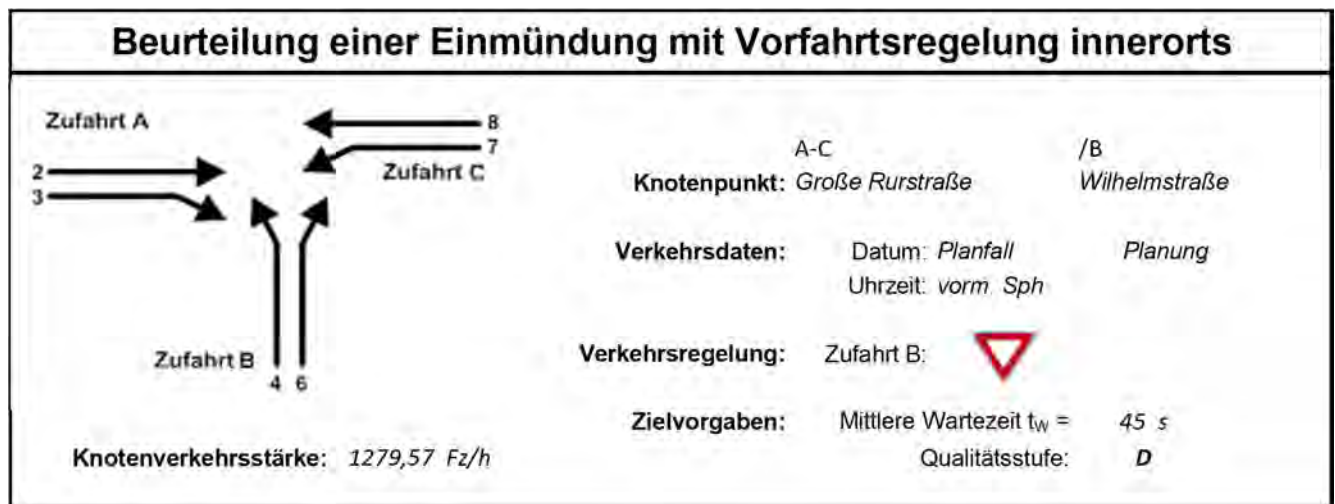 Beurteilung einer Einmündung mit Vorfahrtsregelung innerorts
Zufahrt A
8
7
Zufahrt C
2
3
Zufahrt B
4 6
Knotenverkehrsstärke: 1279,57 Fz/h
A-C /B
Knotenpunkt: Große Rurstraße Wilhelmstraße
Verkehrsdaten: Datum: Planfall Planung
Uhrzeit: vorm Sph
Verkehrsregelung: Zufahrt B:
Zielvorgaben: Mittlere Wartezeit tW = 45 s
Qualitätsstufe: D